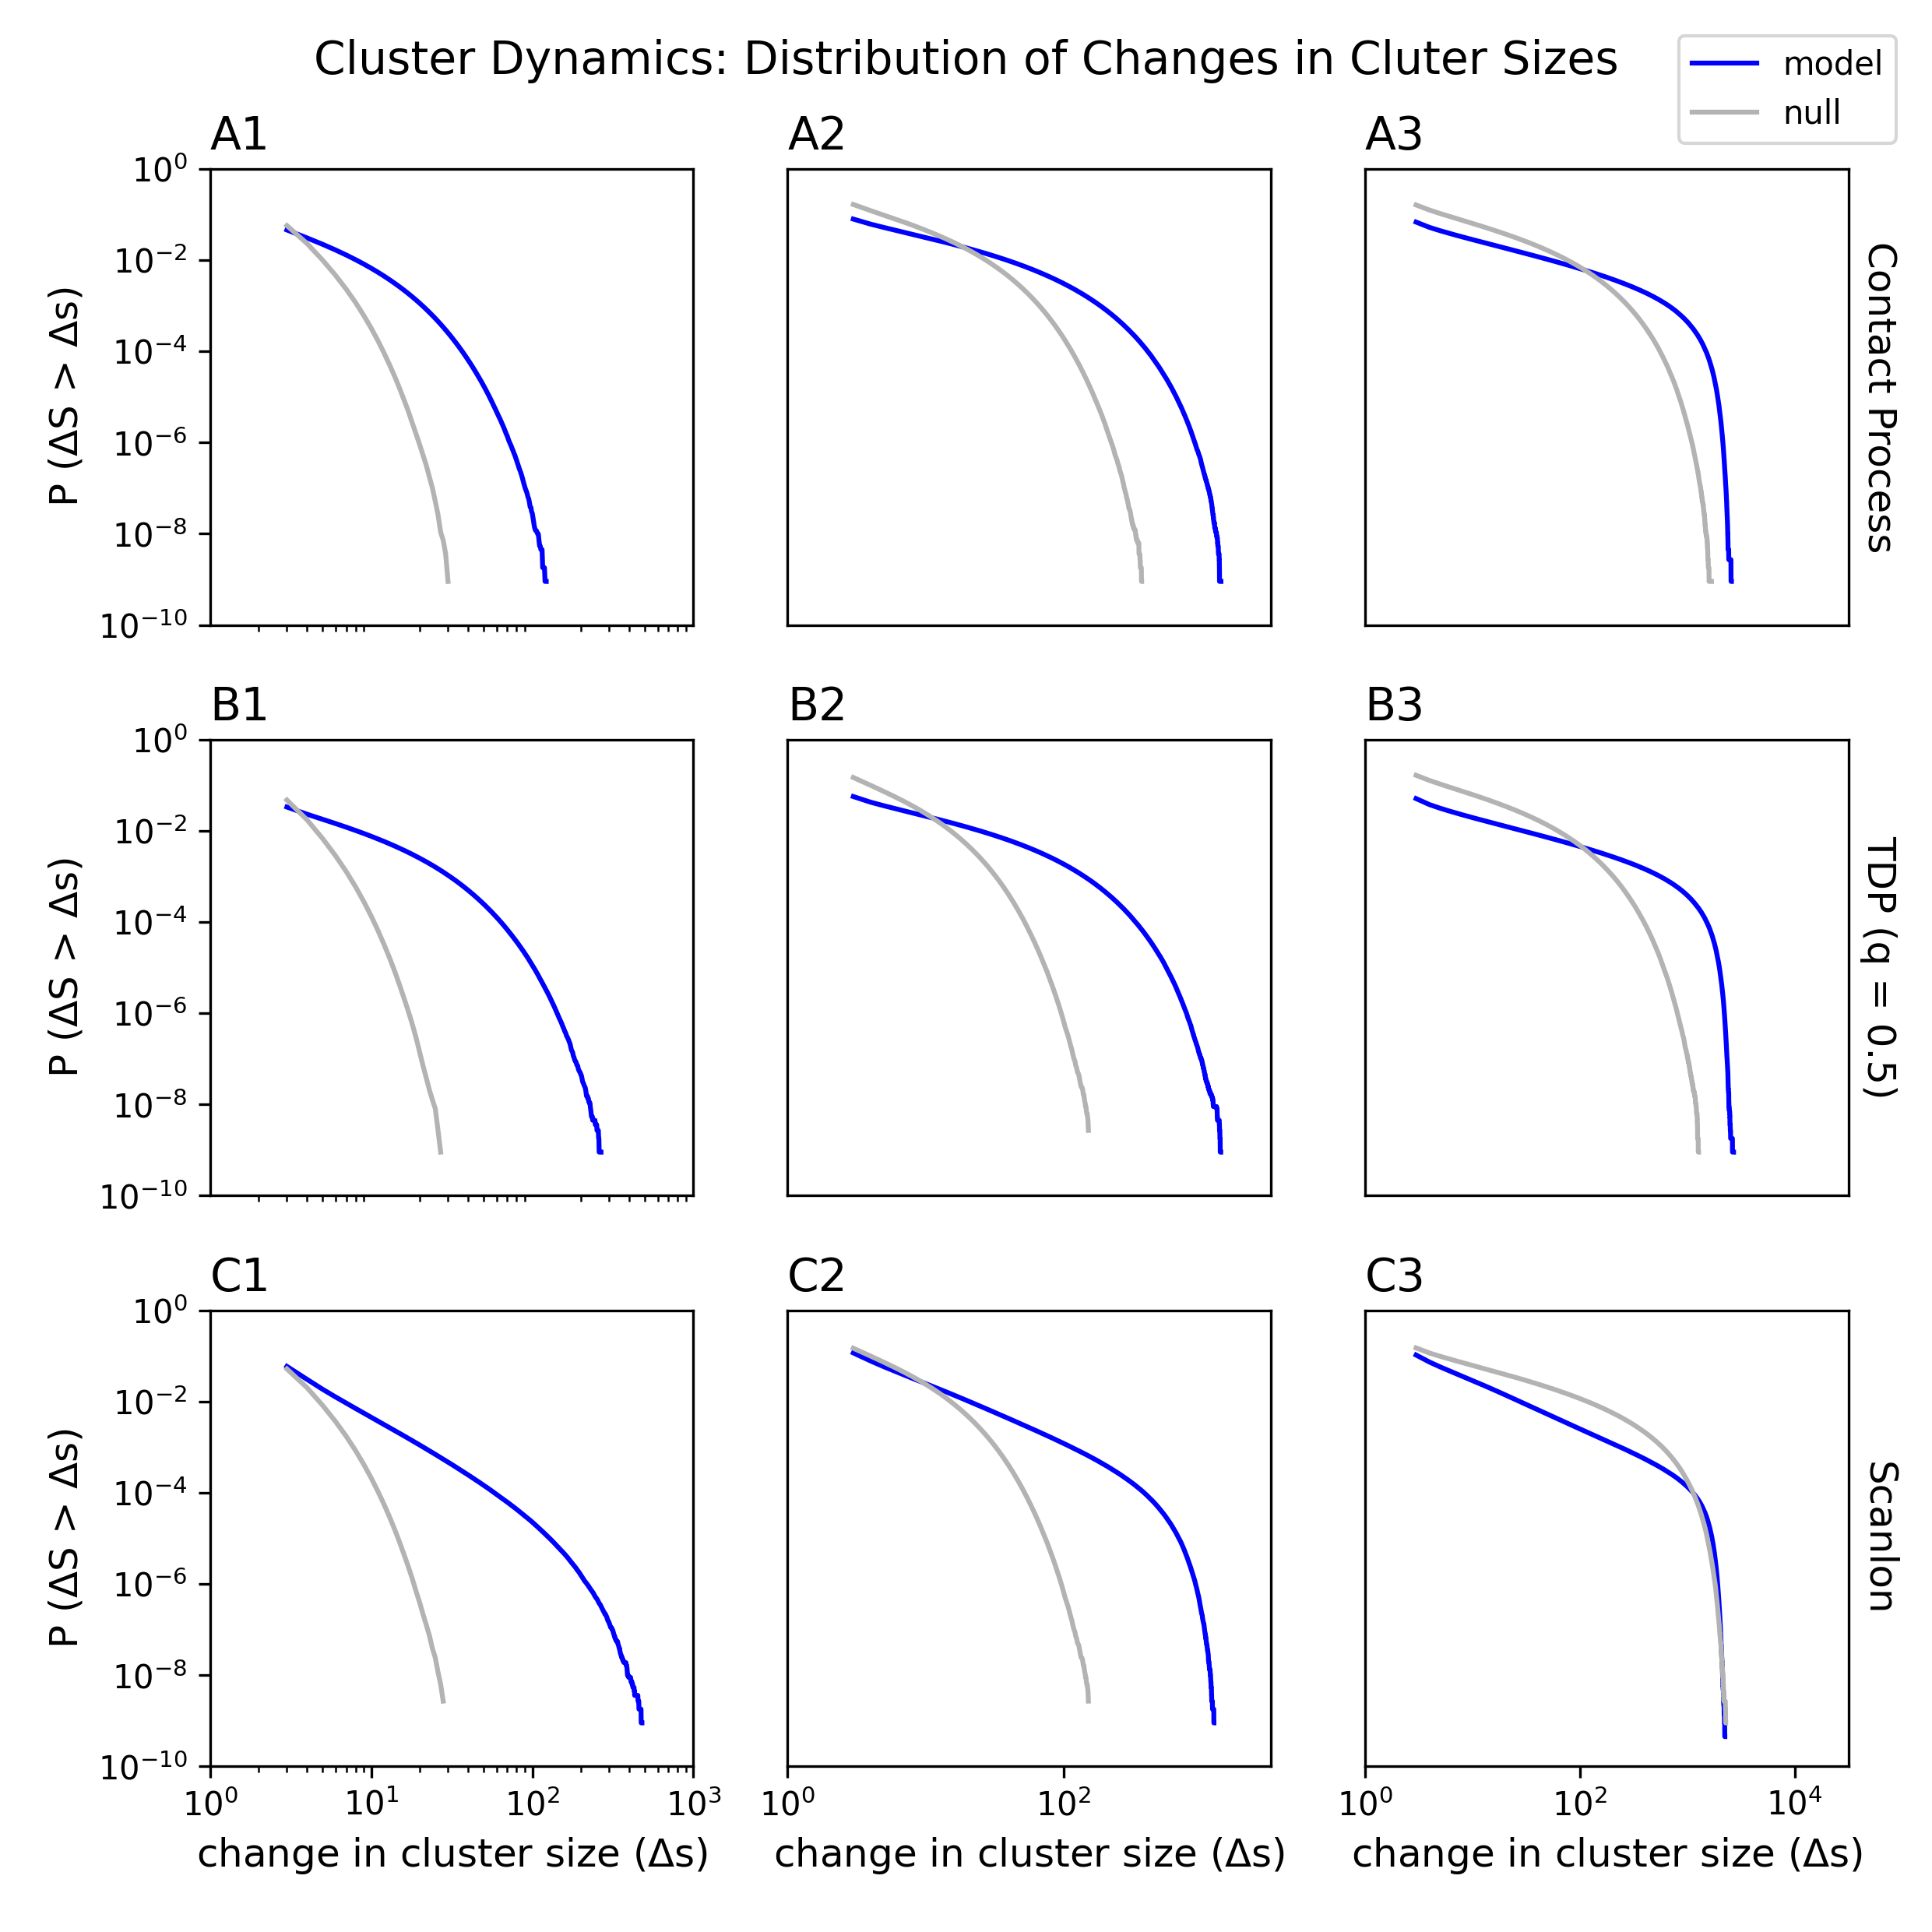 Cluster Dynamics: Distribution of Changes in Cluter Sizes
model
null
A1
A2
A3
10^0
10^-2
10^-4
10^-6
10^-8
10^-10
P (ΔS > Δs)
Contact Process
B1
B2
B3
10^0
10^-2
10^-4
10^-6
10^-8
10^-10
P (ΔS > Δs)
TDP (q = 0.5)
C1
C2
C3
10^0
10^-2
10^-4
10^-6
10^-8
10^-10
P (ΔS > Δs)
Scanlon
10^0 10^1 10^2 10^3
10^0 10^2
10^0 10^2 10^4
change in cluster size (Δs)
change in cluster size (Δs)
change in cluster size (Δs)